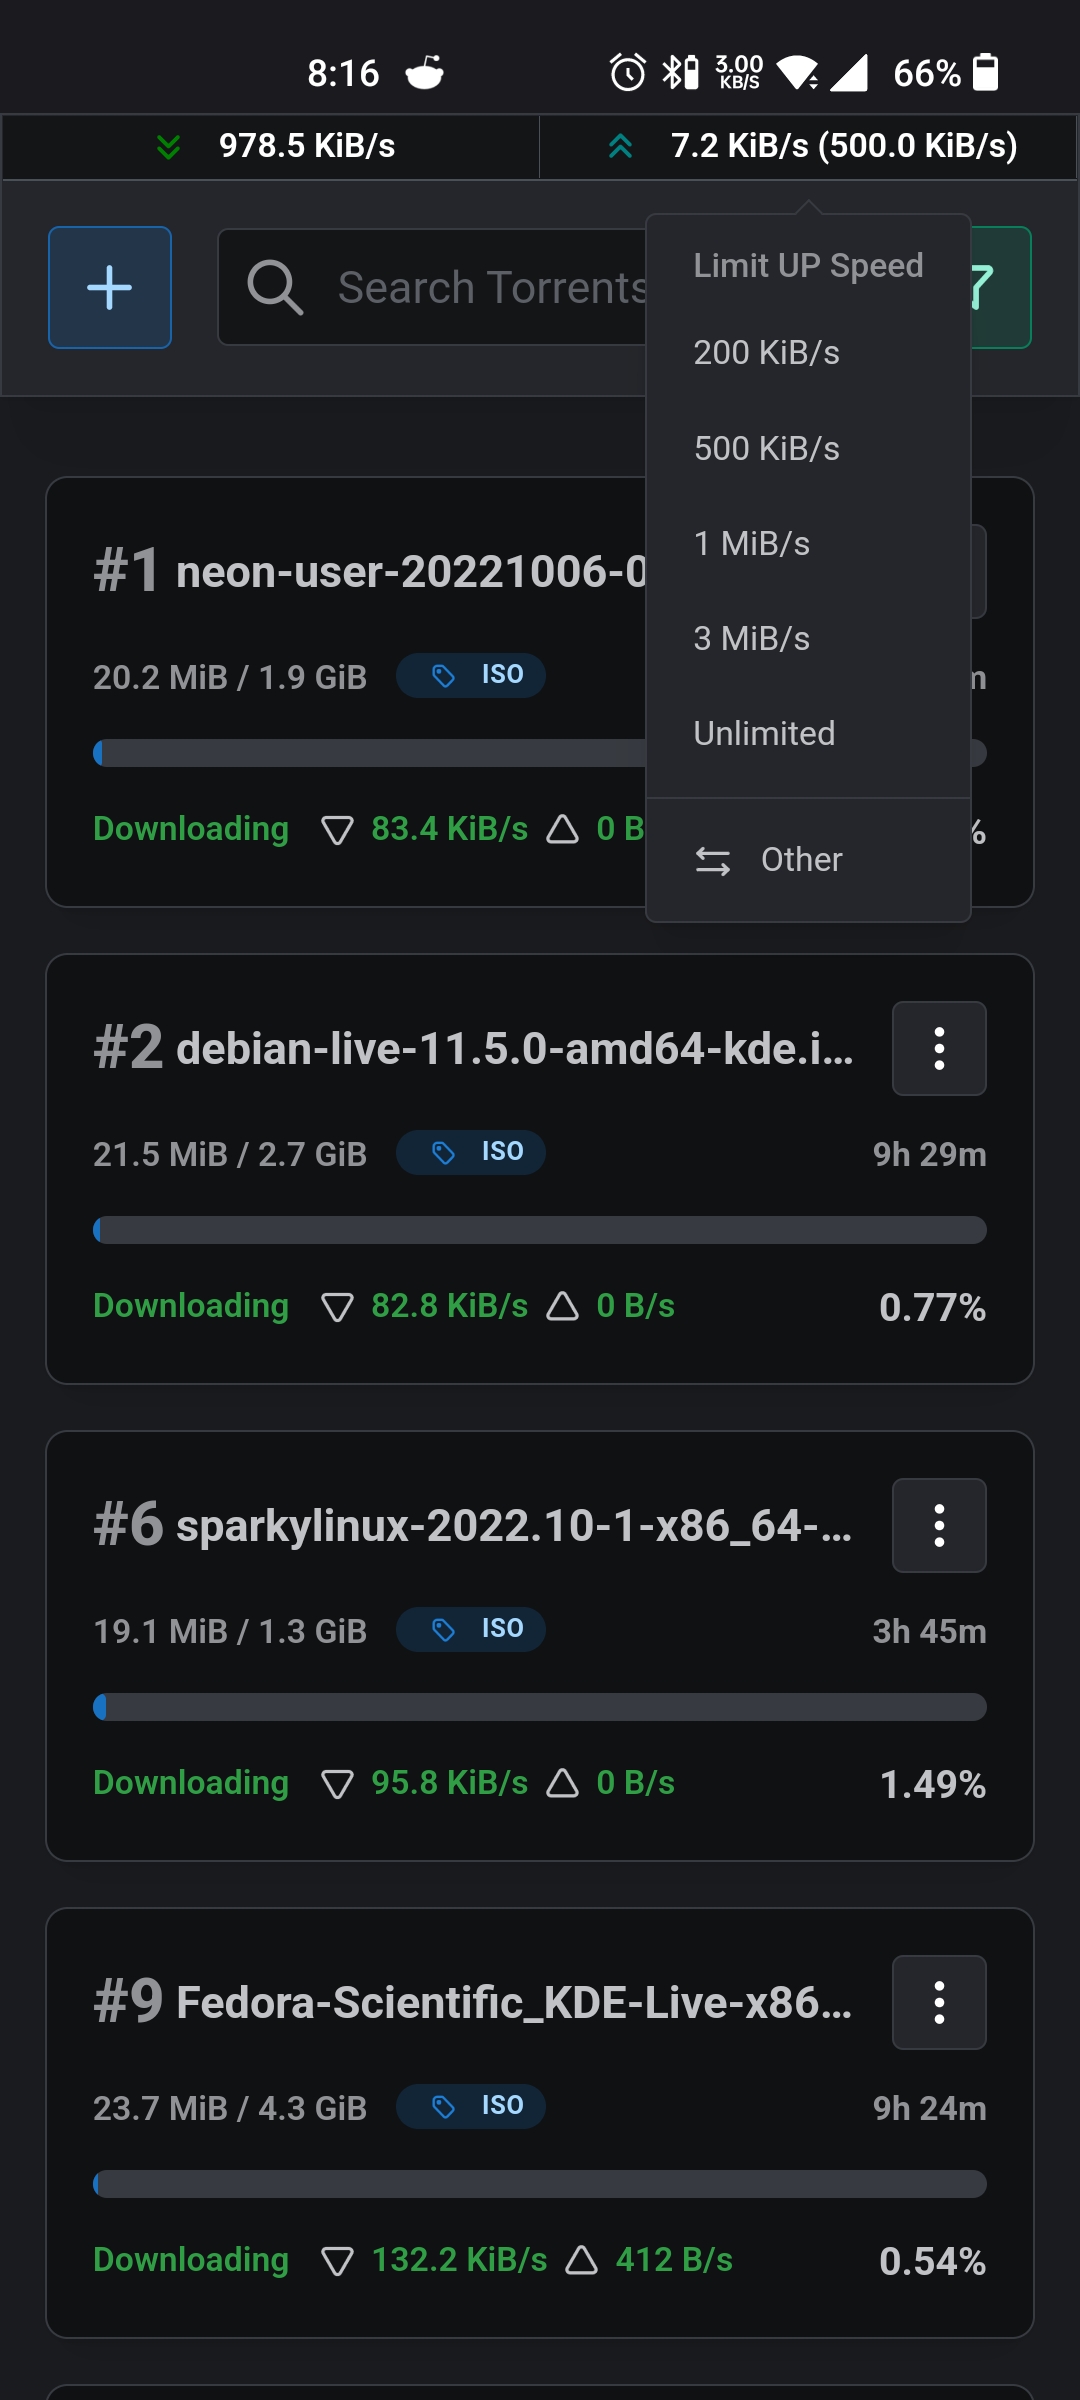 8:16
3.00
KB/S
66%
978.5 KiB/s
7.2 KiB/s (500.0 KiB/s)
Search Torrents
Limit UP Speed
200 KiB/s
500 KiB/s
1 MiB/s
3 MiB/s
Unlimited
Other
#1 neon-user-20221006-0
20.2 MiB / 1.9 GiB ISO m
Downloading 83.4 KiB/s 0 B %
#2 debian-live-11.5.0-amd64-kde.i...
21.5 MiB / 2.7 GiB ISO 9h 29m
Downloading 82.8 KiB/s 0 B/s 0.77%
#6 sparkylinux-2022.10-1-x86_64-...
19.1 MiB / 1.3 GiB ISO 3h 45m
Downloading 95.8 KiB/s 0 B/s 1.49%
#9 Fedora-Scientific_KDE-Live-x86...
23.7 MiB / 4.3 GiB ISO 9h 24m
Downloading 132.2 KiB/s 412 B/s 0.54%